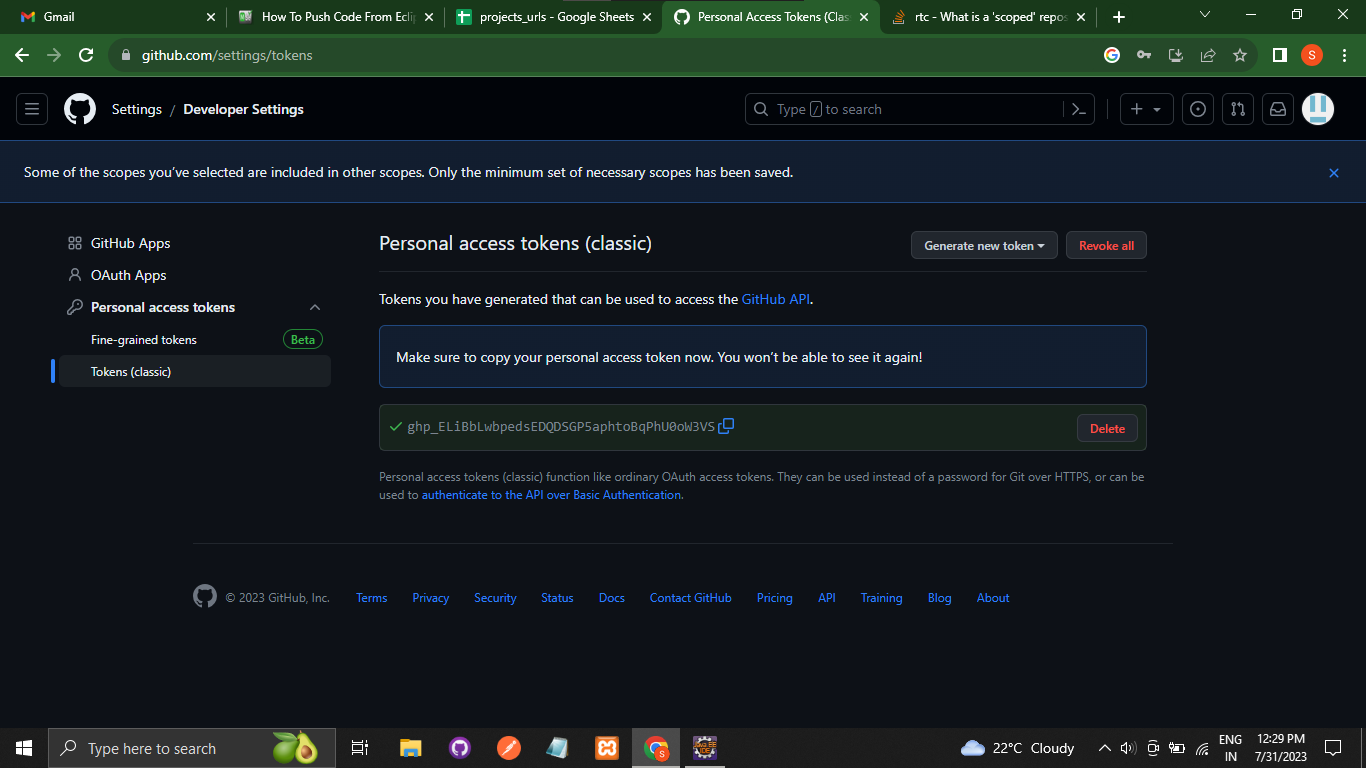 Gmail
How To Push Code From Ecli
projects_urls - Google Sheets
Personal Access Tokens (Clas
rtc - What is a 'scoped' repos
github.com/settings/tokens
S
Settings / Developer Settings
Type / to search
Some of the scopes you’ve selected are included in other scopes. Only the minimum set of necessary scopes has been saved.
GitHub Apps
OAuth Apps
Personal access tokens
Fine-grained tokens Beta
Tokens (classic)
Personal access tokens (classic)
Generate new token
Revoke all
Tokens you have generated that can be used to access the GitHub API.
Make sure to copy your personal access token now. You won’t be able to see it again!
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
Delete
Personal access tokens (classic) function like ordinary OAuth access tokens. They can be used instead of a password for Git over HTTPS, or can be
used to authenticate to the API over Basic Authentication.
© 2023 GitHub, Inc. Terms Privacy Security Status Docs Contact GitHub Pricing API Training Blog About
Type here to search
22°C Cloudy
ENG
IN
12:29 PM
7/31/2023